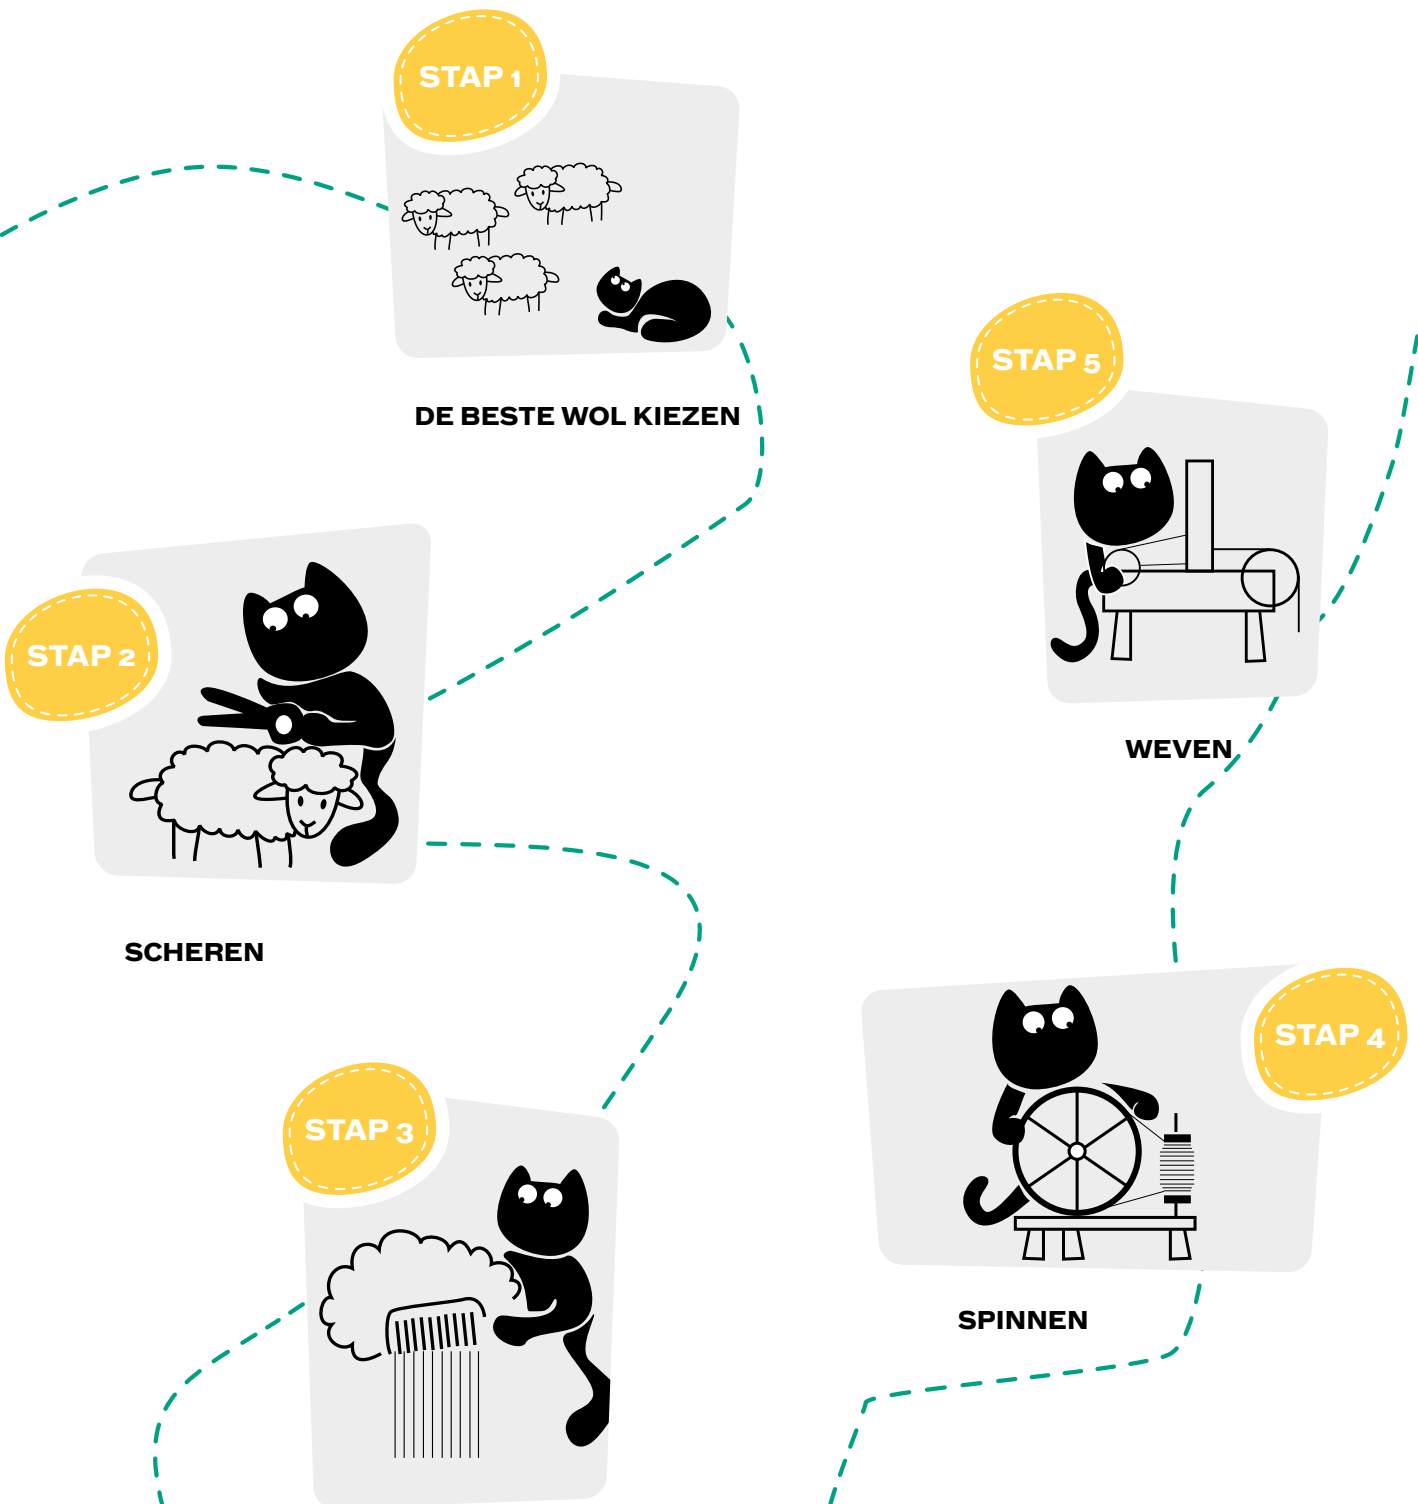 STAP 1
DE BESTE WOL KIEZEN
STAP 2
SCHEREN
STAP 3
STAP 4
SPINNEN
STAP 5
WEVEN